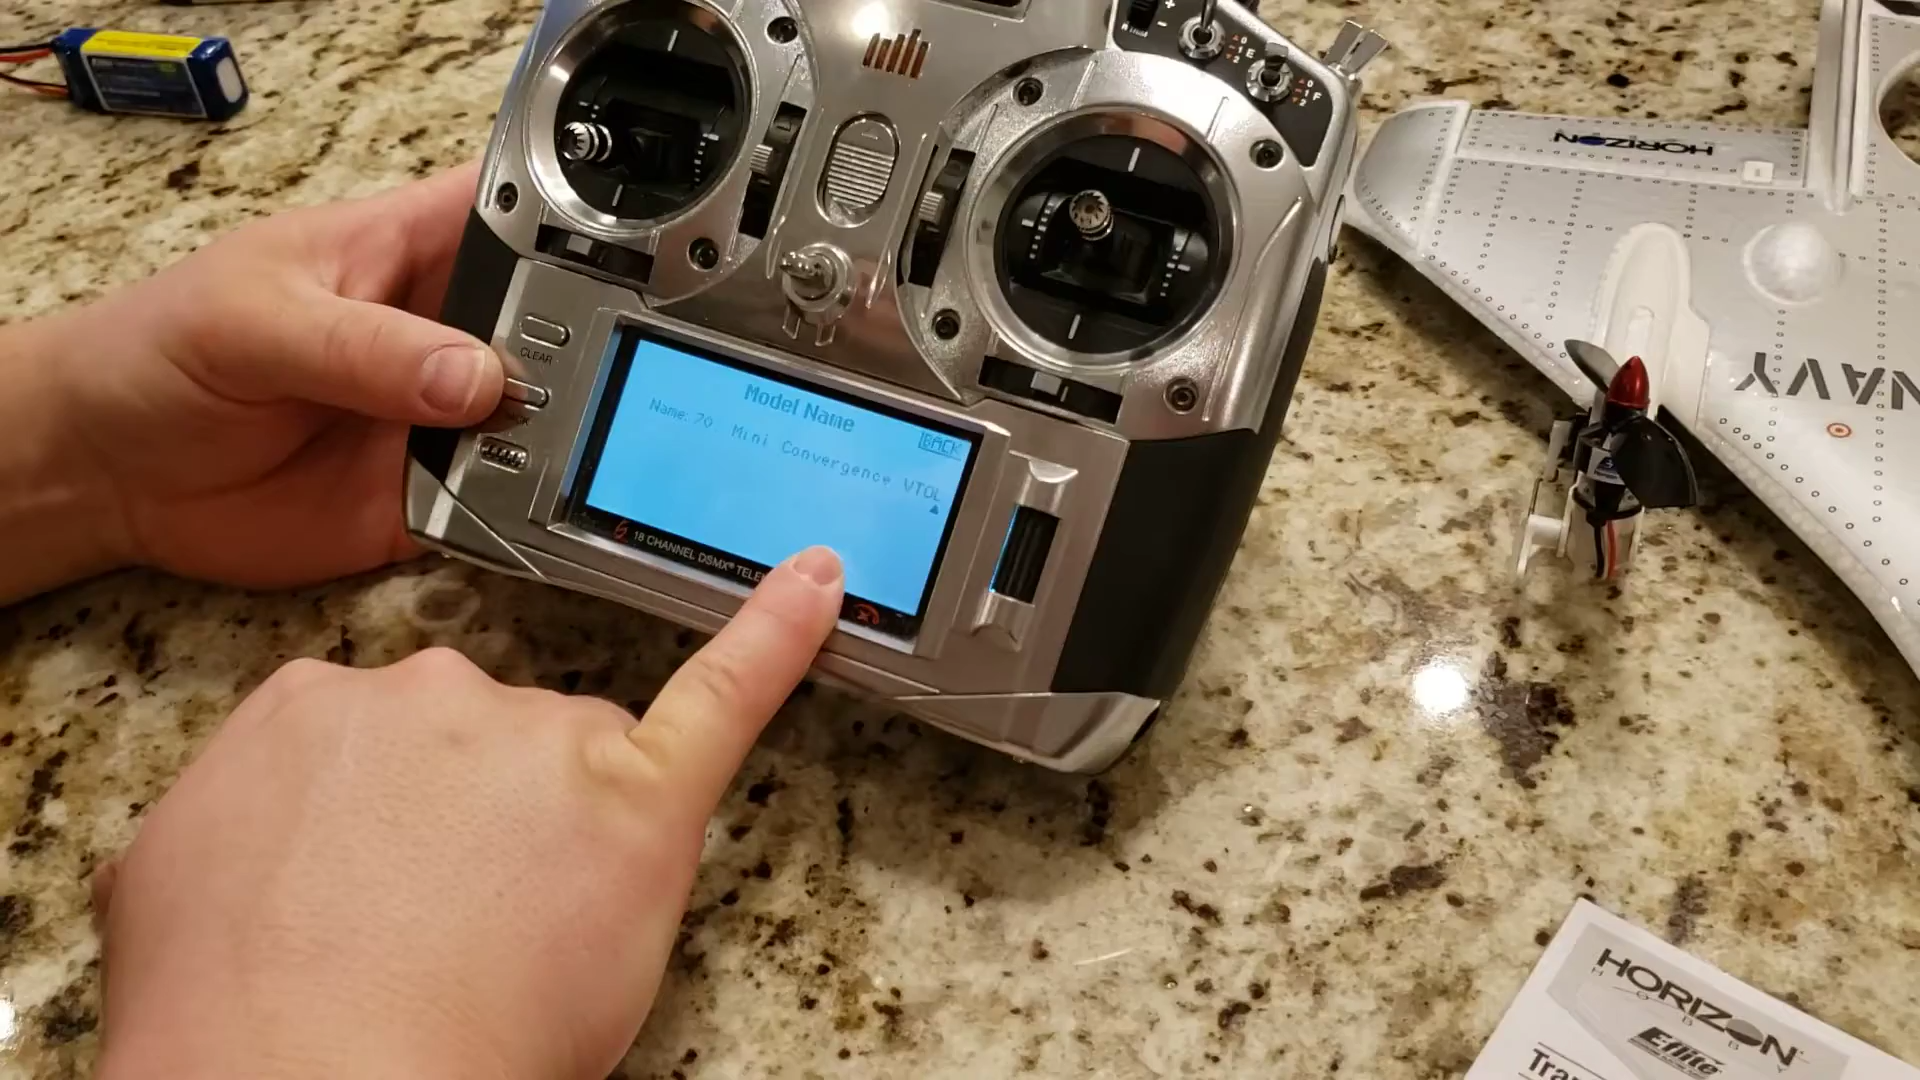 HORIZON
CLEAR
Model Name
BACK
Name: 70 Mini Convergence VTOL
18 CHANNEL DSMX®
NAVY
HORIZON
HOBBY
E-flite